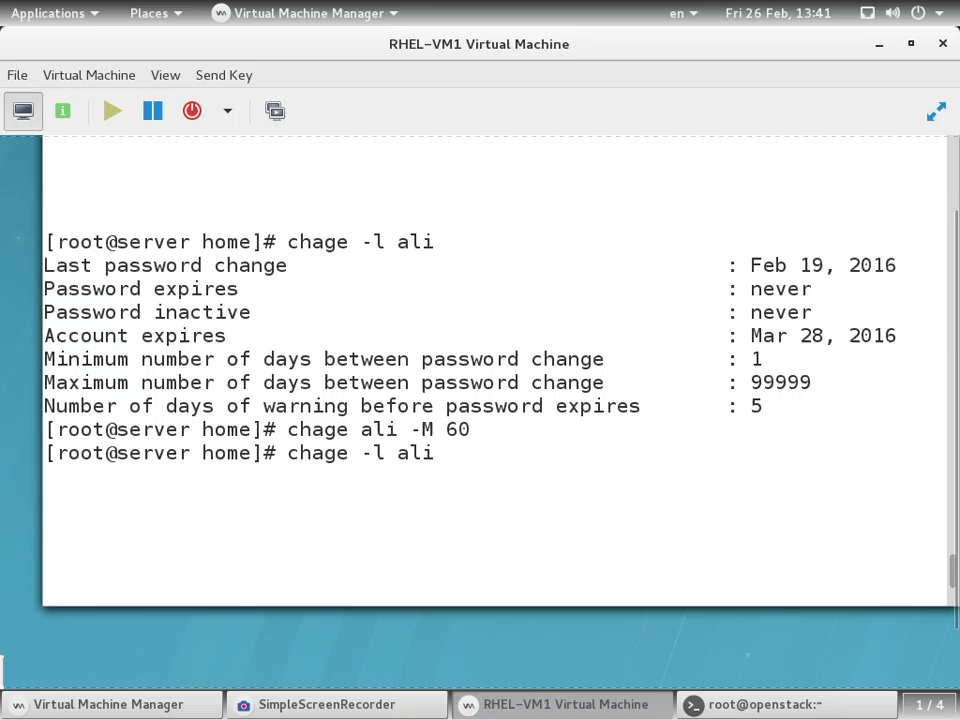 Applications Places Virtual Machine Manager en Fri 26 Feb, 13:41
RHEL-VM1 Virtual Machine
File Virtual Machine View Send Key
[root@server home]# chage -l ali
Last password change : Feb 19, 2016
Password expires : never
Password inactive : never
Account expires : Mar 28, 2016
Minimum number of days between password change : 1
Maximum number of days between password change : 99999
Number of days of warning before password expires : 5
[root@server home]# chage ali -M 60
[root@server home]# chage -l ali
Virtual Machine Manager SimpleScreenRecorder RHEL-VM1 Virtual Machine root@openstack:~ 1 / 4